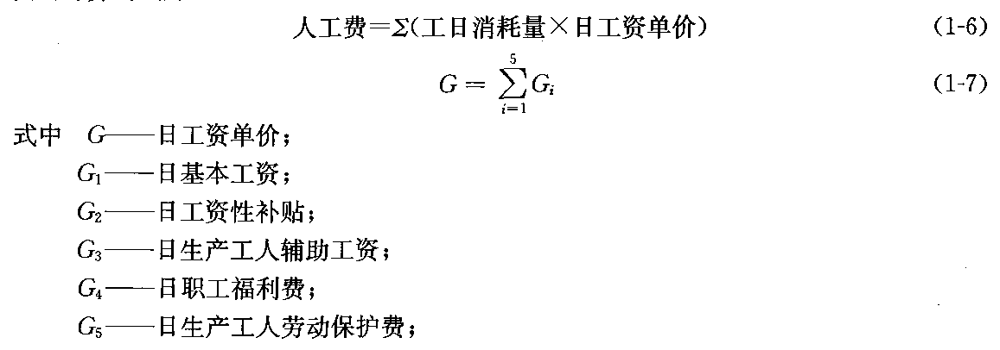 人工费=Σ(工日消耗量×日工资单价) (1-6)
G = \sum_{i=1}^{5} G_i (1-7)
式中 G——日工资单价;
G₁——日基本工资;
G₂——日工资性补贴;
G₃——日生产工人辅助工资;
G₄——日职工福利费;
G₅——日生产工人劳动保护费;